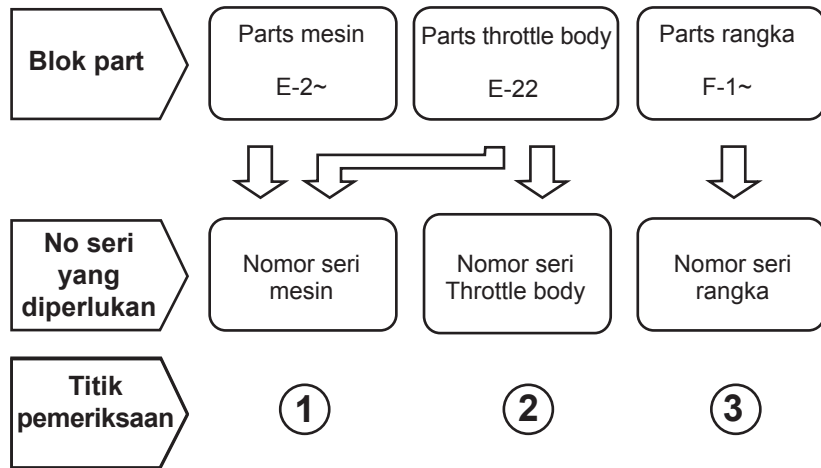 Blok part
Parts mesin
E-2~
Parts throttle body
E-22
Parts rangka
F-1~
No seri
yang
diperlukan
Nomor seri
mesin
Nomor seri
Throttle body
Nomor seri
rangka
Titik
pemeriksaan
1
2
3